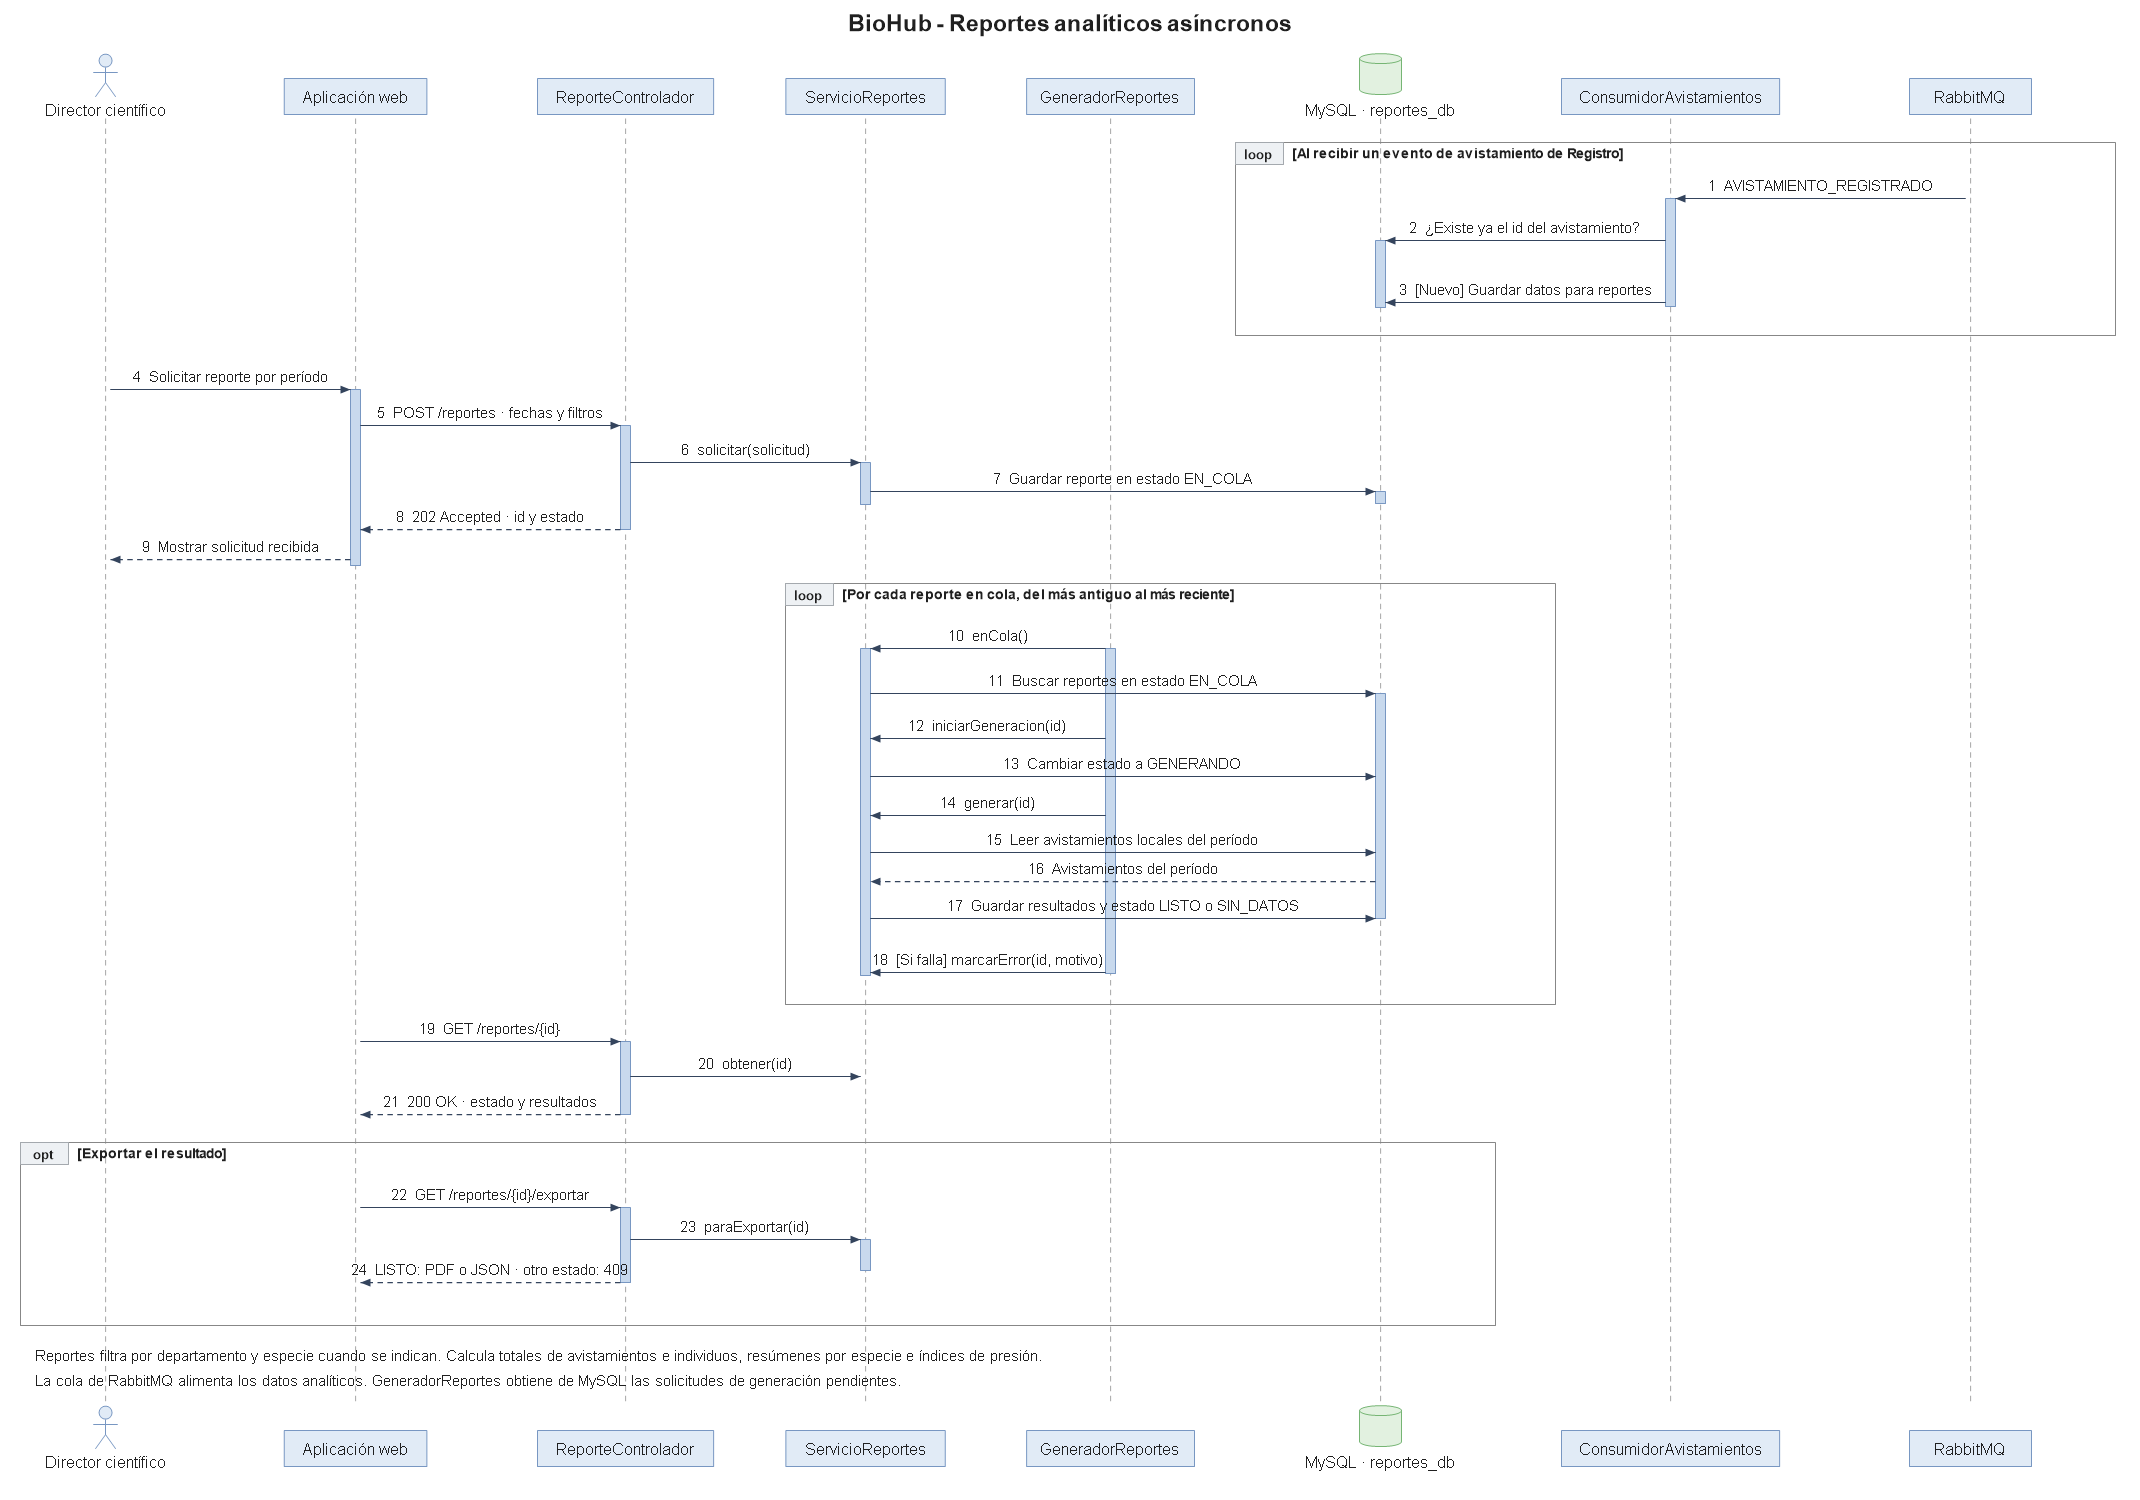 BioHub - Reportes analíticos asíncronos
Director científico
Aplicación web
ReporteControlador
ServicioReportes
GeneradorReportes
MySQL · reportes_db
ConsumidorAvistamientos
RabbitMQ
loop [Al recibir un evento de avistamiento de Registro]
1 AVISTAMIENTO_REGISTRADO
2 ¿Existe ya el id del avistamiento?
3 [Nuevo] Guardar datos para reportes
4 Solicitar reporte por período
5 POST /reportes · fechas y filtros
6 solicitar(solicitud)
7 Guardar reporte en estado EN_COLA
8 202 Accepted · id y estado
9 Mostrar solicitud recibida
loop [Por cada reporte en cola, del más antiguo al más reciente]
10 enCola()
11 Buscar reportes en estado EN_COLA
12 iniciarGeneracion(id)
13 Cambiar estado a GENERANDO
14 generar(id)
15 Leer avistamientos locales del período
16 Avistamientos del período
17 Guardar resultados y estado LISTO o SIN_DATOS
18 [Si falla] marcarError(id, motivo)
19 GET /reportes/{id}
20 obtener(id)
21 200 OK · estado y resultados
opt [Exportar el resultado]
22 GET /reportes/{id}/exportar
23 paraExportar(id)
24 LISTO: PDF o JSON · otro estado: 409
Reportes filtra por departamento y especie cuando se indican. Calcula totales de avistamientos e individuos, resúmenes por especie e índices de presión.
La cola de RabbitMQ alimenta los datos analíticos. GeneradorReportes obtiene de MySQL las solicitudes de generación pendientes.
Director científico
Aplicación web
ReporteControlador
ServicioReportes
GeneradorReportes
MySQL · reportes_db
ConsumidorAvistamientos
RabbitMQ